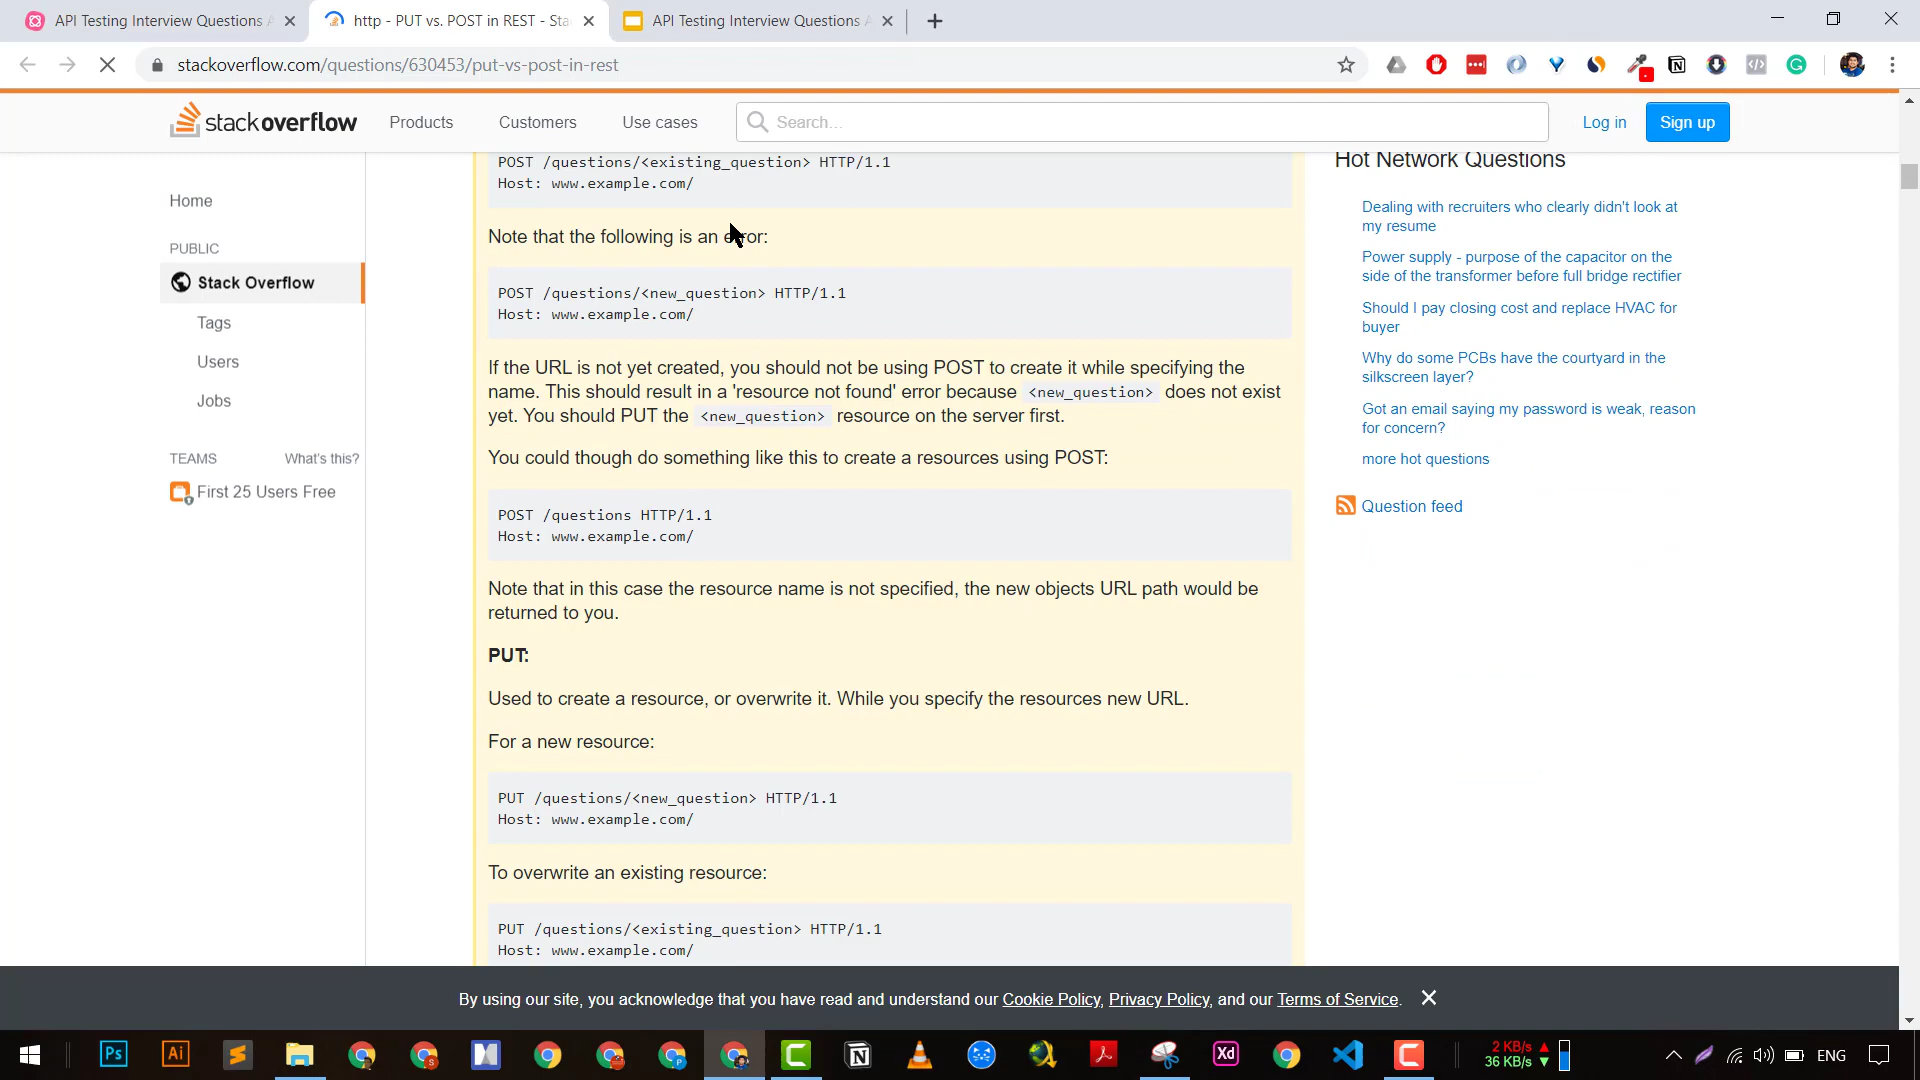 API Testing Interview Questions A
http - PUT vs. POST in REST - Sta
API Testing Interview Questions A
stackoverflow.com/questions/630453/put-vs-post-in-rest
stackoverflow
Products
Customers
Use cases
Search...
Log in
Sign up
Home
PUBLIC
Stack Overflow
Tags
Users
Jobs
TEAMS
What's this?
First 25 Users Free
POST /questions/<existing_question> HTTP/1.1
Host: www.example.com/
Note that the following is an error:
POST /questions/<new_question> HTTP/1.1
Host: www.example.com/
If the URL is not yet created, you should not be using POST to create it while specifying the
name. This should result in a 'resource not found' error because <new_question> does not exist
yet. You should PUT the <new_question> resource on the server first.
You could though do something like this to create a resources using POST:
POST /questions HTTP/1.1
Host: www.example.com/
Note that in this case the resource name is not specified, the new objects URL path would be
returned to you.
PUT:
Used to create a resource, or overwrite it. While you specify the resources new URL.
For a new resource:
PUT /questions/<new_question> HTTP/1.1
Host: www.example.com/
To overwrite an existing resource:
PUT /questions/<existing_question> HTTP/1.1
Host: www.example.com/
Hot Network Questions
Dealing with recruiters who clearly didn't look at
my resume
Power supply - purpose of the capacitor on the
side of the transformer before full bridge rectifier
Should I pay closing cost and replace HVAC for
buyer
Why do some PCBs have the courtyard in the
silkscreen layer?
Got an email saying my password is weak, reason
for concern?
more hot questions
Question feed
By using our site, you acknowledge that you have read and understand our Cookie Policy, Privacy Policy, and our Terms of Service.
Ps
Ai
Xd
2 KB/s
36 KB/s
ENG